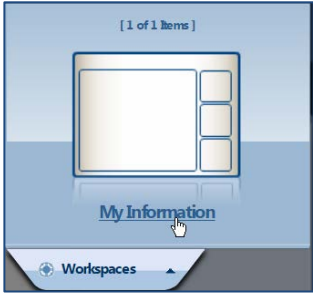 [ 1 of 1 Items ]
My Information
Workspaces